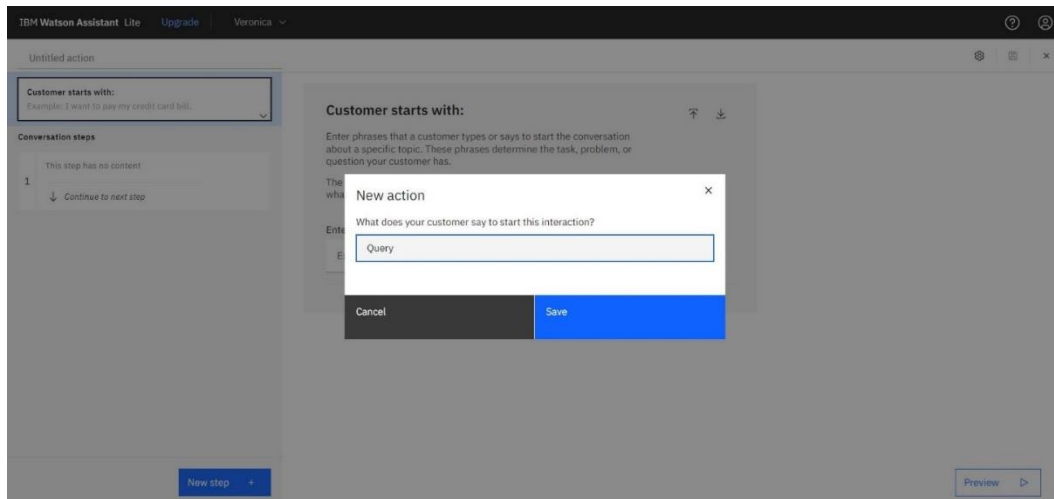 IBM Watson Assistant Lite Upgrade Veronica
Untitled action
Customer starts with:
Example: I want to pay my credit card bill.
Conversation steps
This step has no content
1
Continue to next step
New step +
Customer starts with:
Enter phrases that a customer types or says to start the conversation
about a specific topic. These phrases determine the task, problem, or
question your customer has.
The
wha
Ente
E
New action
What does your customer say to start this interaction?
Query
Cancel
Save
Preview